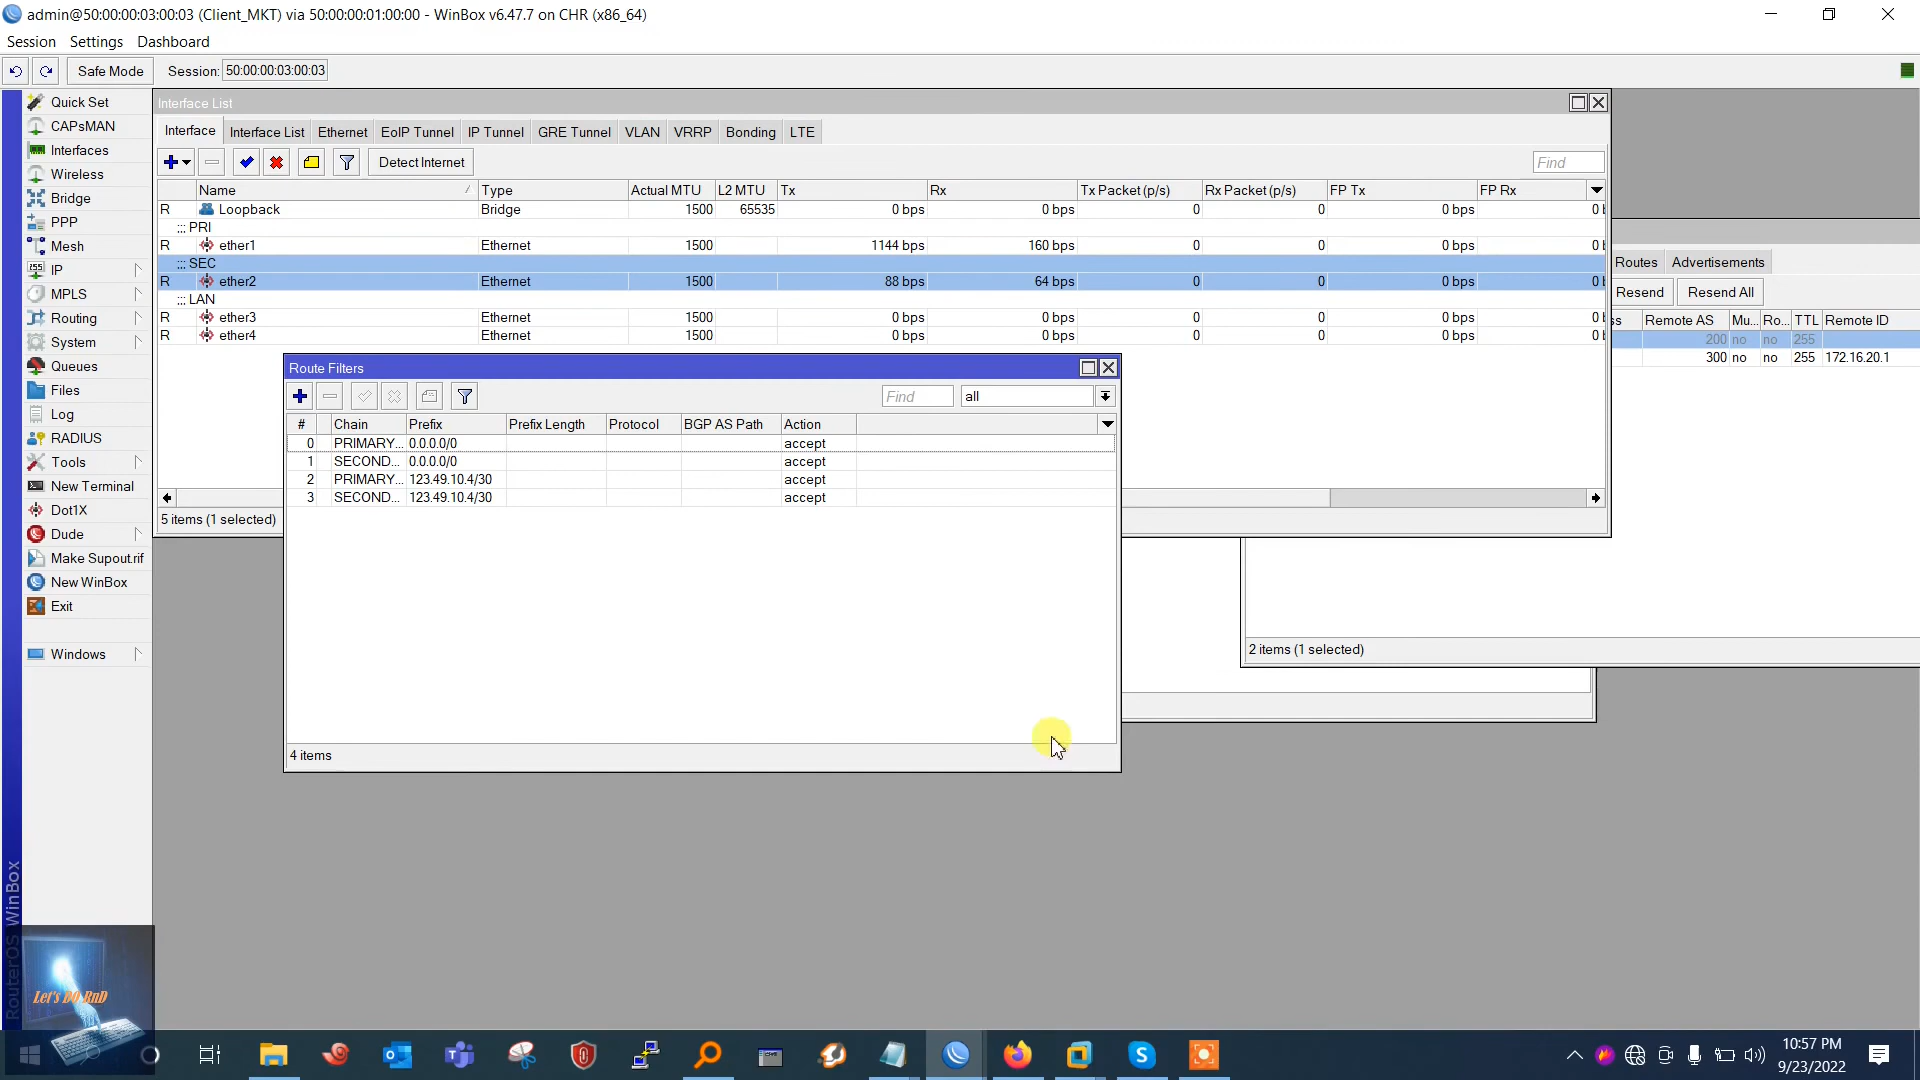 admin@50:00:00:03:00:03 (Client_MKT) via 50:00:00:01:00:00 - WinBox v6.47.7 on CHR (x86_64)
Session Settings Dashboard
Safe Mode Session: 50:00:00:03:00:03
Quick Set
CAPsMAN
Interfaces
Wireless
Bridge
PPP
Mesh
IP
MPLS
Routing
System
Queues
Files
Log
RADIUS
Tools
New Terminal
Dot1X
Dude
Make Supout.rif
New WinBox
Exit
Windows
RouterOS WinBox
Interface List
Interface Interface List Ethernet EoIP Tunnel IP Tunnel GRE Tunnel VLAN VRRP Bonding LTE
Detect Internet Find
Name Type Actual MTU L2 MTU Tx Rx Tx Packet (p/s) Rx Packet (p/s) FP Tx FP Rx
R Loopback Bridge 1500 65535 0 bps 0 bps 0 0 0 bps 0 b
;;; PRI
R ether1 Ethernet 1500 1144 bps 160 bps 0 0 0 bps 0 b
;;; SEC
R ether2 Ethernet 1500 88 bps 64 bps 0 0 0 bps 0 b
;;; LAN
R ether3 Ethernet 1500 0 bps 0 bps 0 0 0 bps 0 b
R ether4 Ethernet 1500 0 bps 0 bps 0 0 0 bps 0 b
5 items (1 selected)
Route Filters
Find all
# Chain Prefix Prefix Length Protocol BGP AS Path Action
0 PRIMARY... 0.0.0.0/0 accept
1 SECOND... 0.0.0.0/0 accept
2 PRIMARY... 123.49.10.4/30 accept
3 SECOND... 123.49.10.4/30 accept
4 items
Routes Advertisements
Resend Resend All
ss Remote AS Mu... Ro... TTL Remote ID
200 no no 255
300 no no 255 172.16.20.1
2 items (1 selected)
Let's DO RnD
10:57 PM
9/23/2022